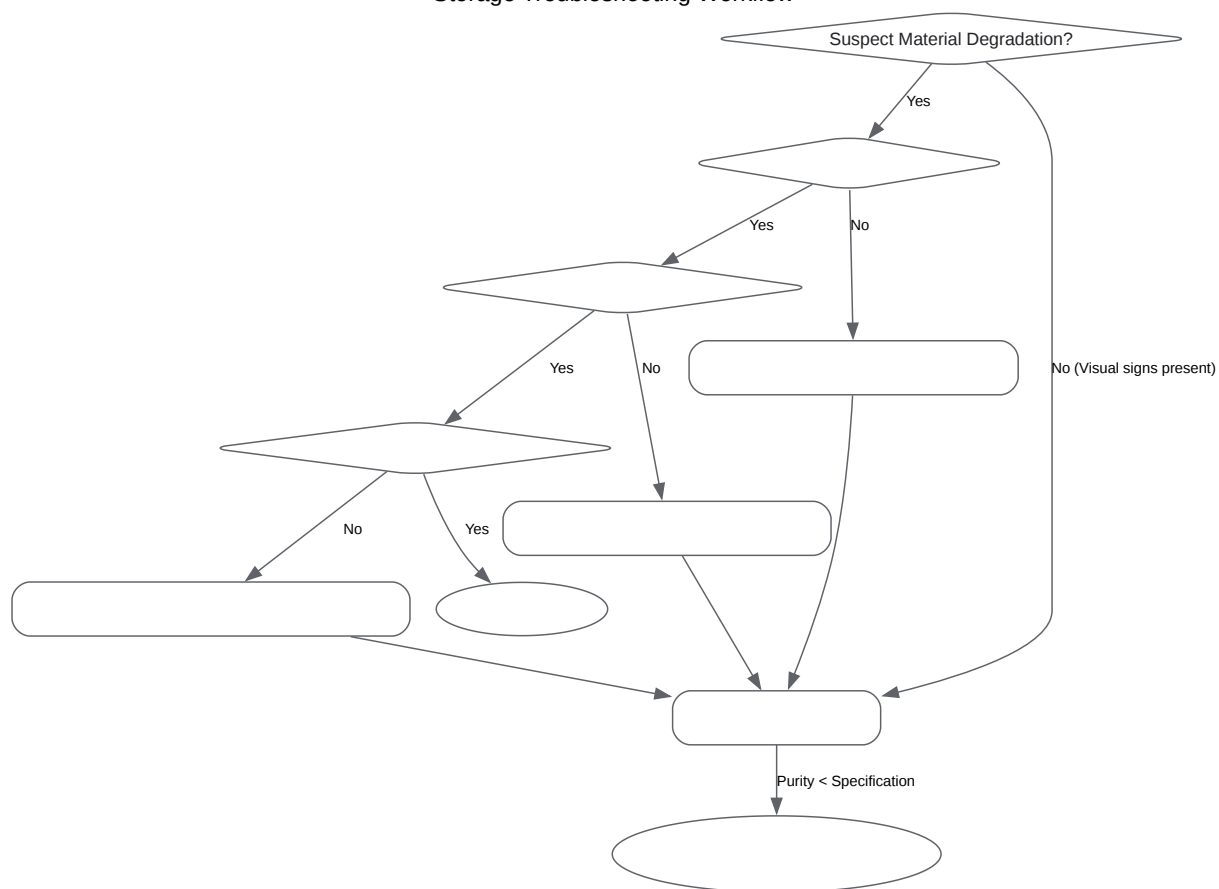 Storage Troubleshooting Workflow
Suspect Material Degradation?
Yes
Yes
No
Yes
No
No (Visual signs present)
No
Yes
Purity < Specification